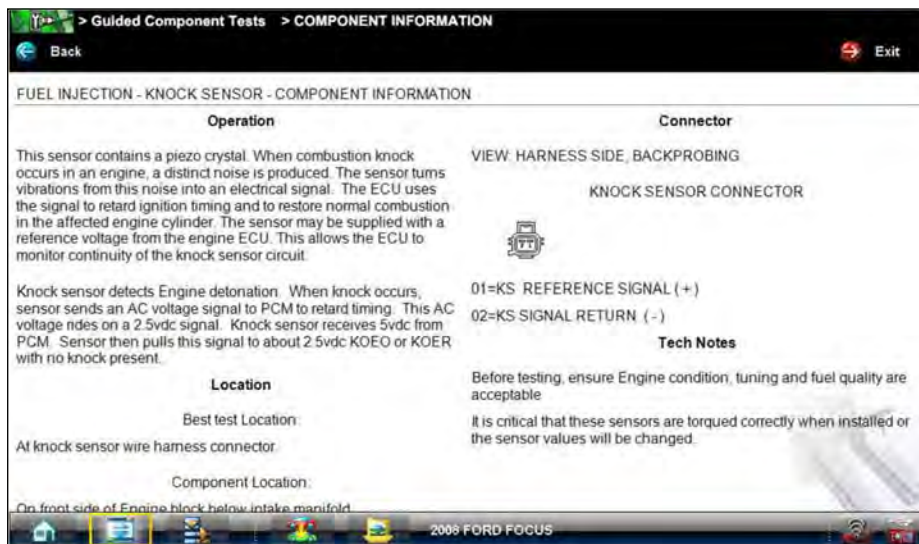 > Guided Component Tests > COMPONENT INFORMATION
Back
Exit
FUEL INJECTION - KNOCK SENSOR - COMPONENT INFORMATION
Operation
This sensor contains a piezo crystal. When combustion knock
occurs in an engine, a distinct noise is produced. The sensor turns
vibrations from this noise into an electrical signal. The ECU uses
the signal to retard ignition timing and to restore normal combustion
in the affected engine cylinder. The sensor may be supplied with a
reference voltage from the engine ECU. This allows the ECU to
monitor continuity of the knock sensor circuit.
Knock sensor detects Engine detonation. When knock occurs,
sensor sends an AC voltage signal to PCM to retard timing. This AC
voltage rides on a 2.5vdc signal. Knock sensor receives 5vdc from
PCM. Sensor then pulls this signal to about 2.5vdc KOEO or KOER
with no knock present.
Location
Best test Location:
At knock sensor wire harness connector.
Component Location:
On front side of Engine block below intake manifold
Connector
VIEW: HARNESS SIDE, BACKPROBING
KNOCK SENSOR CONNECTOR
01=KS REFERENCE SIGNAL (+)
02=KS SIGNAL RETURN (-)
Tech Notes
Before testing, ensure Engine condition, tuning and fuel quality are
acceptable
It is critical that these sensors are torqued correctly when installed or
the sensor values will be changed.
2008 FORD FOCUS